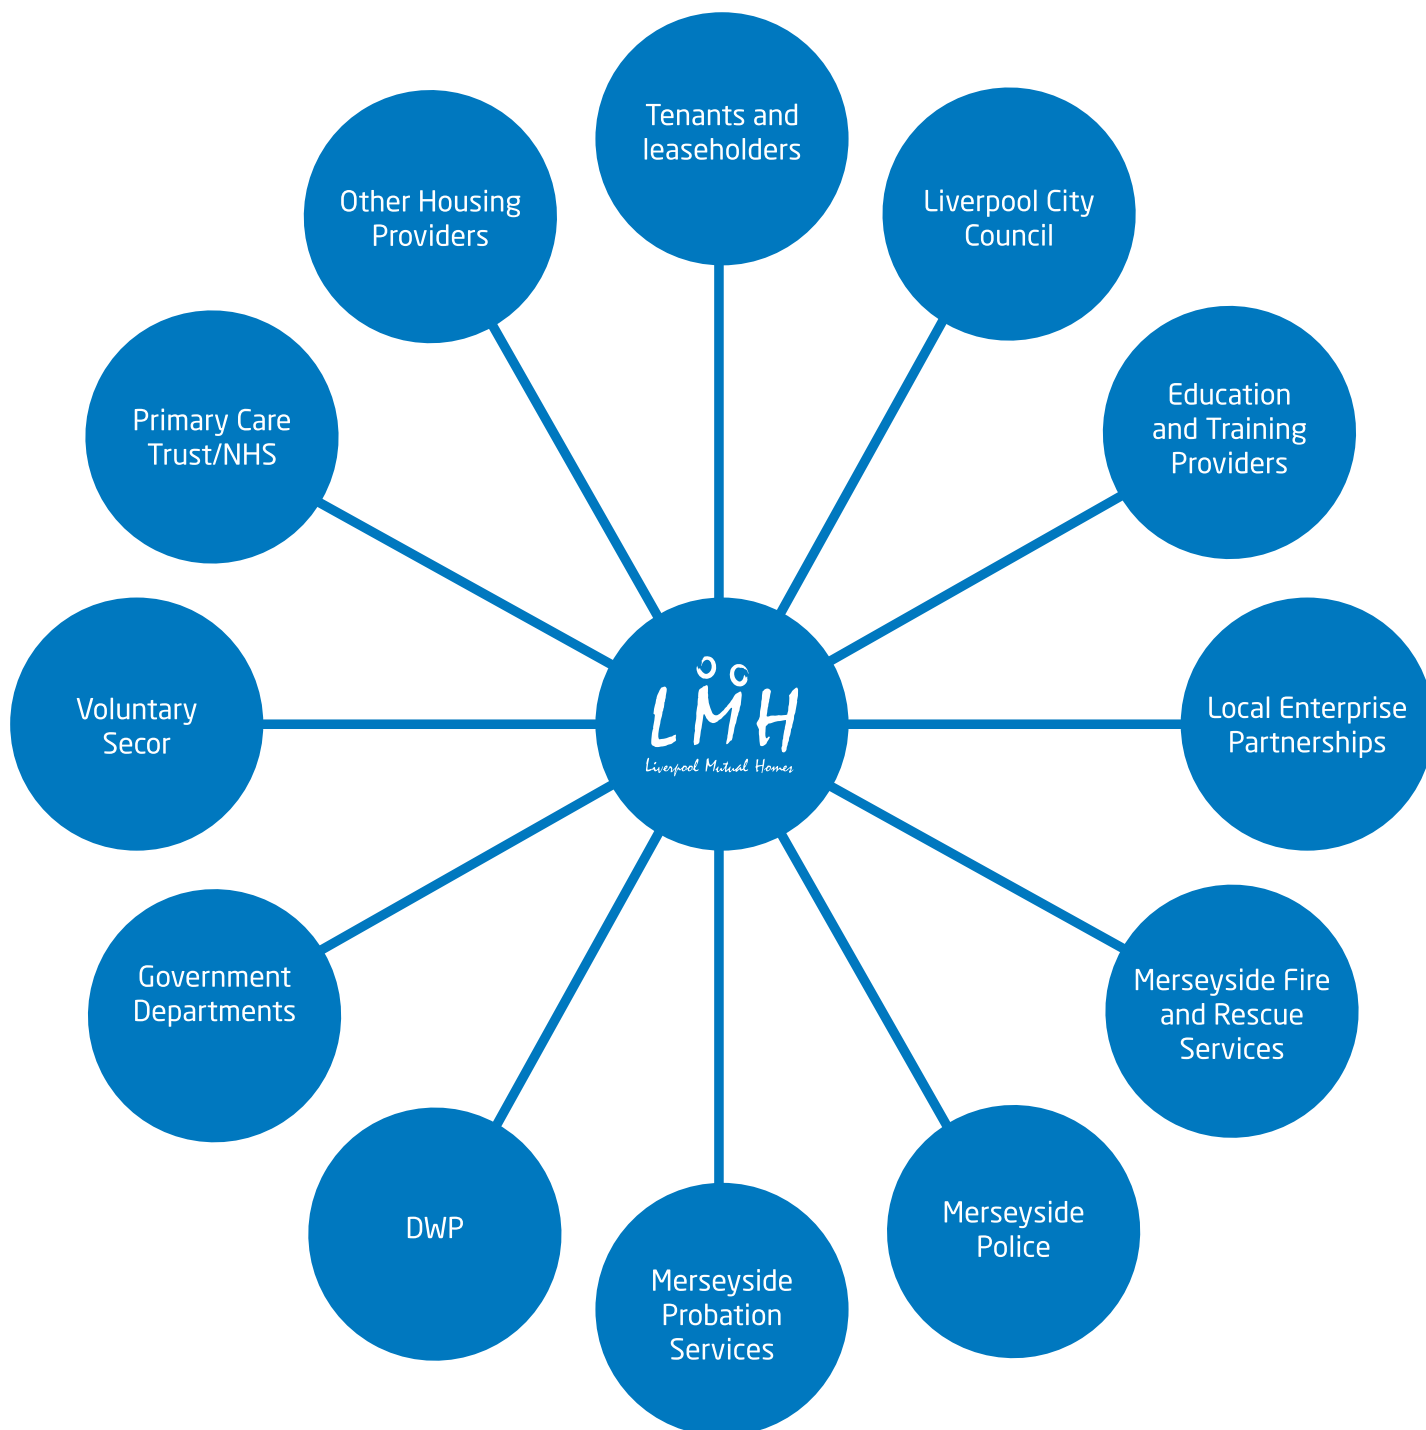 Tenants and
leaseholders
Liverpool City
Council
Education
and Training
Providers
Local Enterprise
Partnerships
Merseyside Fire
and Rescue
Services
Merseyside
Police
Merseyside
Probation
Services
DWP
Government
Departments
Voluntary
Secor
Primary Care
Trust/NHS
Other Housing
Providers
LMH
Liverpool Mutual Homes